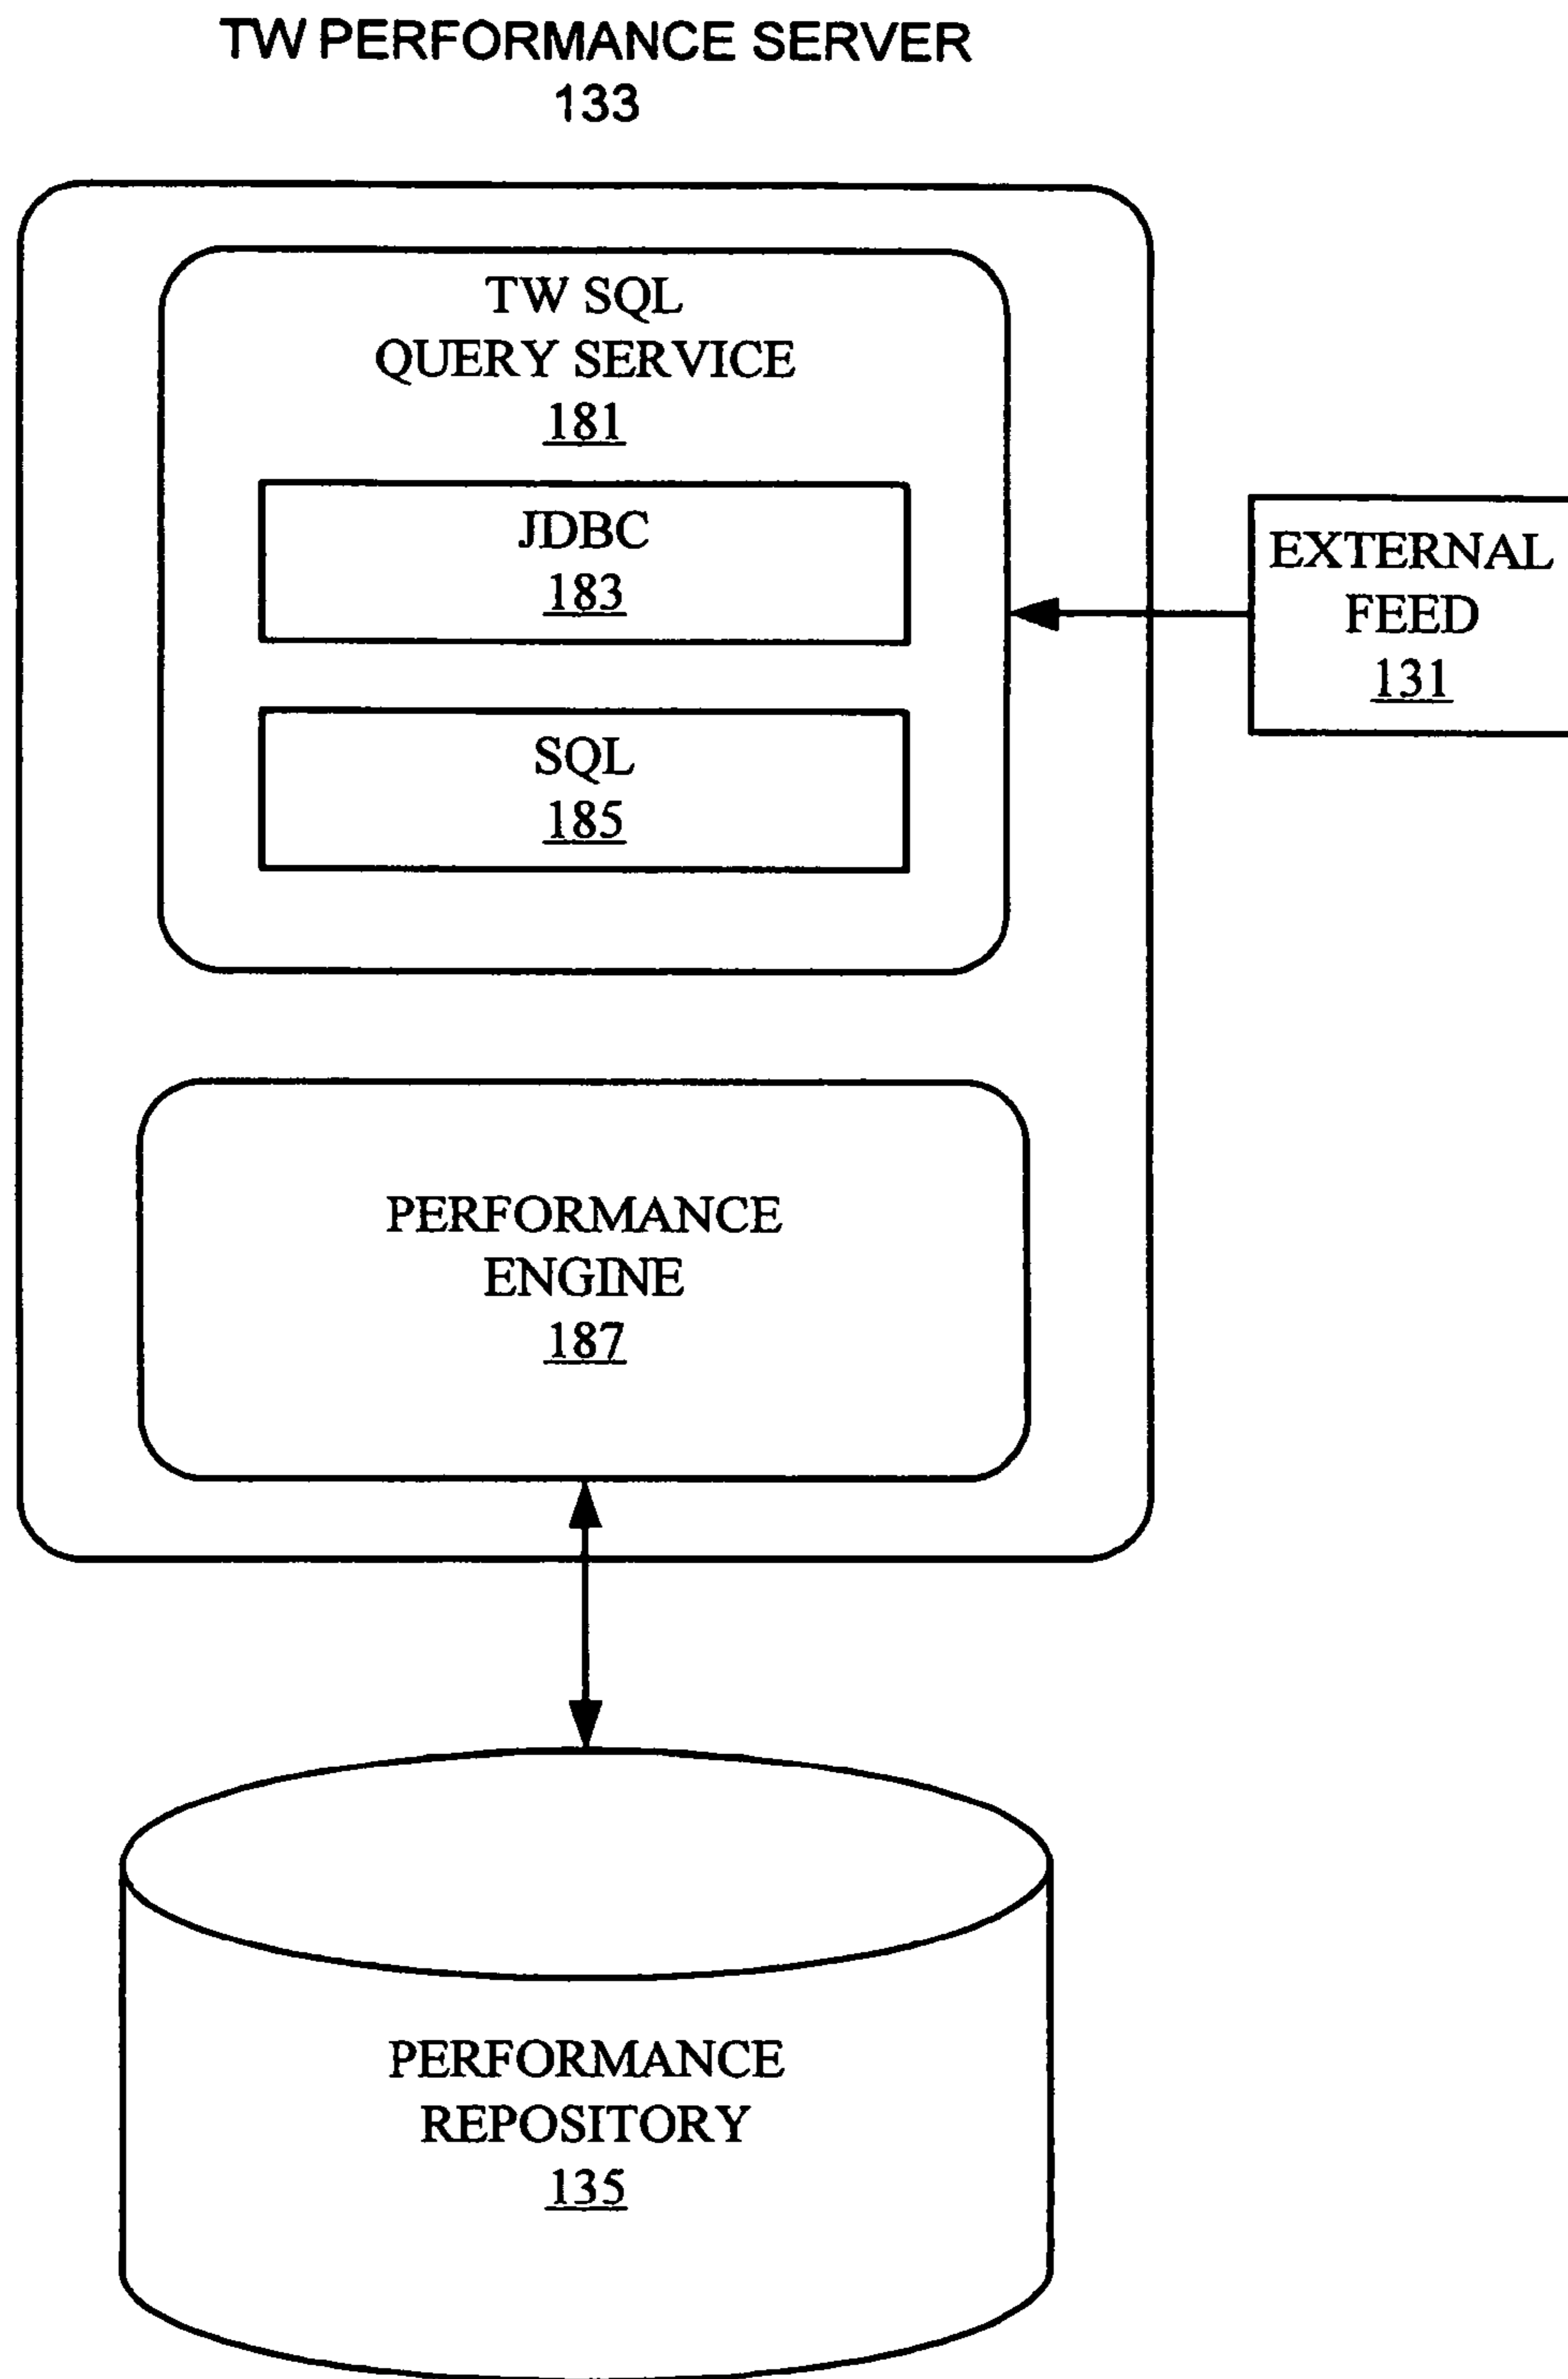 TW PERFORMANCE SERVER
133
TW SQL
QUERY SERVICE
181
JDBC
183
SQL
185
EXTERNAL
FEED
131
PERFORMANCE
ENGINE
187
PERFORMANCE
REPOSITORY
135